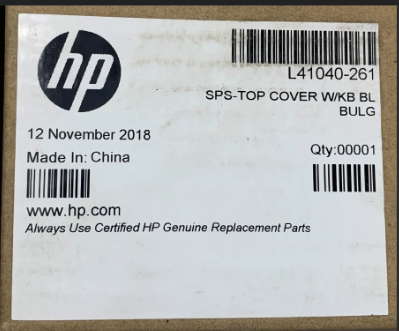 hp
L41040-261
SPS-TOP COVER W/KB BL
BULG
12 November 2018
Made In: China
Qty:00001
www.hp.com
Always Use Certified HP Genuine Replacement Parts